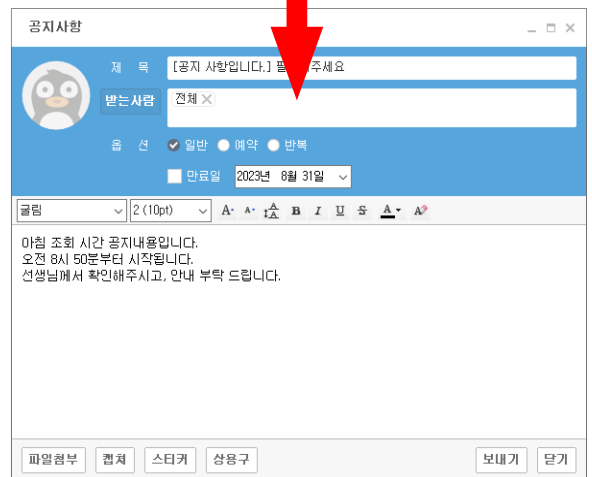 공지사항
제 목 [공지 사항입니다.] 주세요
받는사람 전체
옵 션 일반 예약 반복
만료일 2023년 8월 31일
굴림 2 (10pt) A A A B I U S A A
아침 조회 시간 공지내용입니다.
오전 8시 50분부터 시작됩니다.
선생님께서 확인해주시고, 안내 부탁 드립니다.
파일첨부 캡쳐 스티커 상용구 보내기 닫기